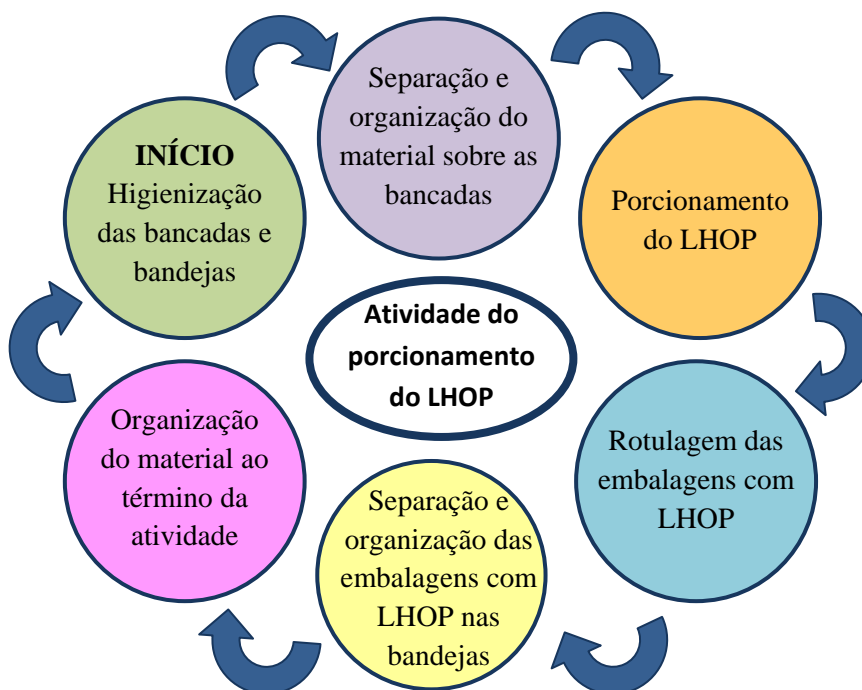 INÍCIO
Higienização
das bancadas e
bandejas
Separação e
organização do
material sobre as
bancadas
Porcionamento
do LHOP
Rotulagem das
embalagens com
LHOP
Separação e
organização das
embalagens com
LHOP nas
bandejas
Organização
do material ao
término da
atividade
Atividade do
porcionamento
do LHOP